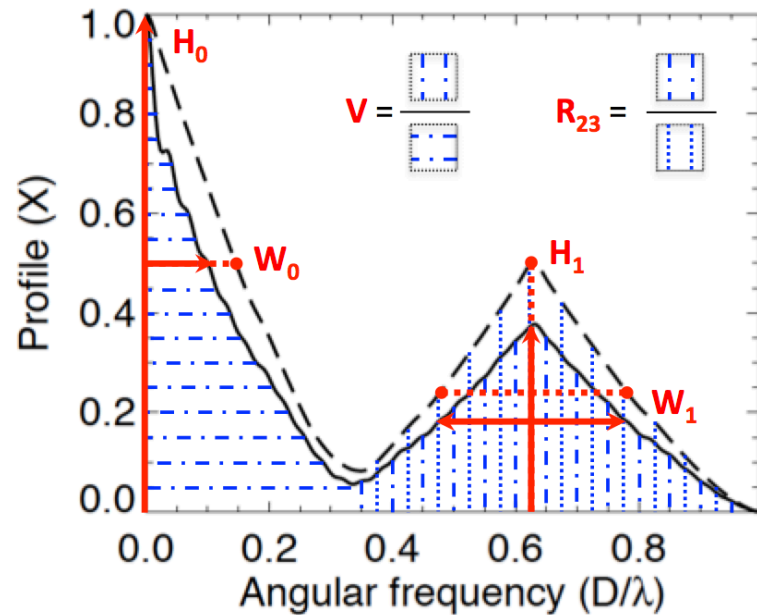 1.0
0.8
0.6
0.4
0.2
0.0
Profile (X)
H₀
V =
R₂₃ =
W₀
H₁
W₁
0.0 0.2 0.4 0.6 0.8
Angular frequency (D/λ)